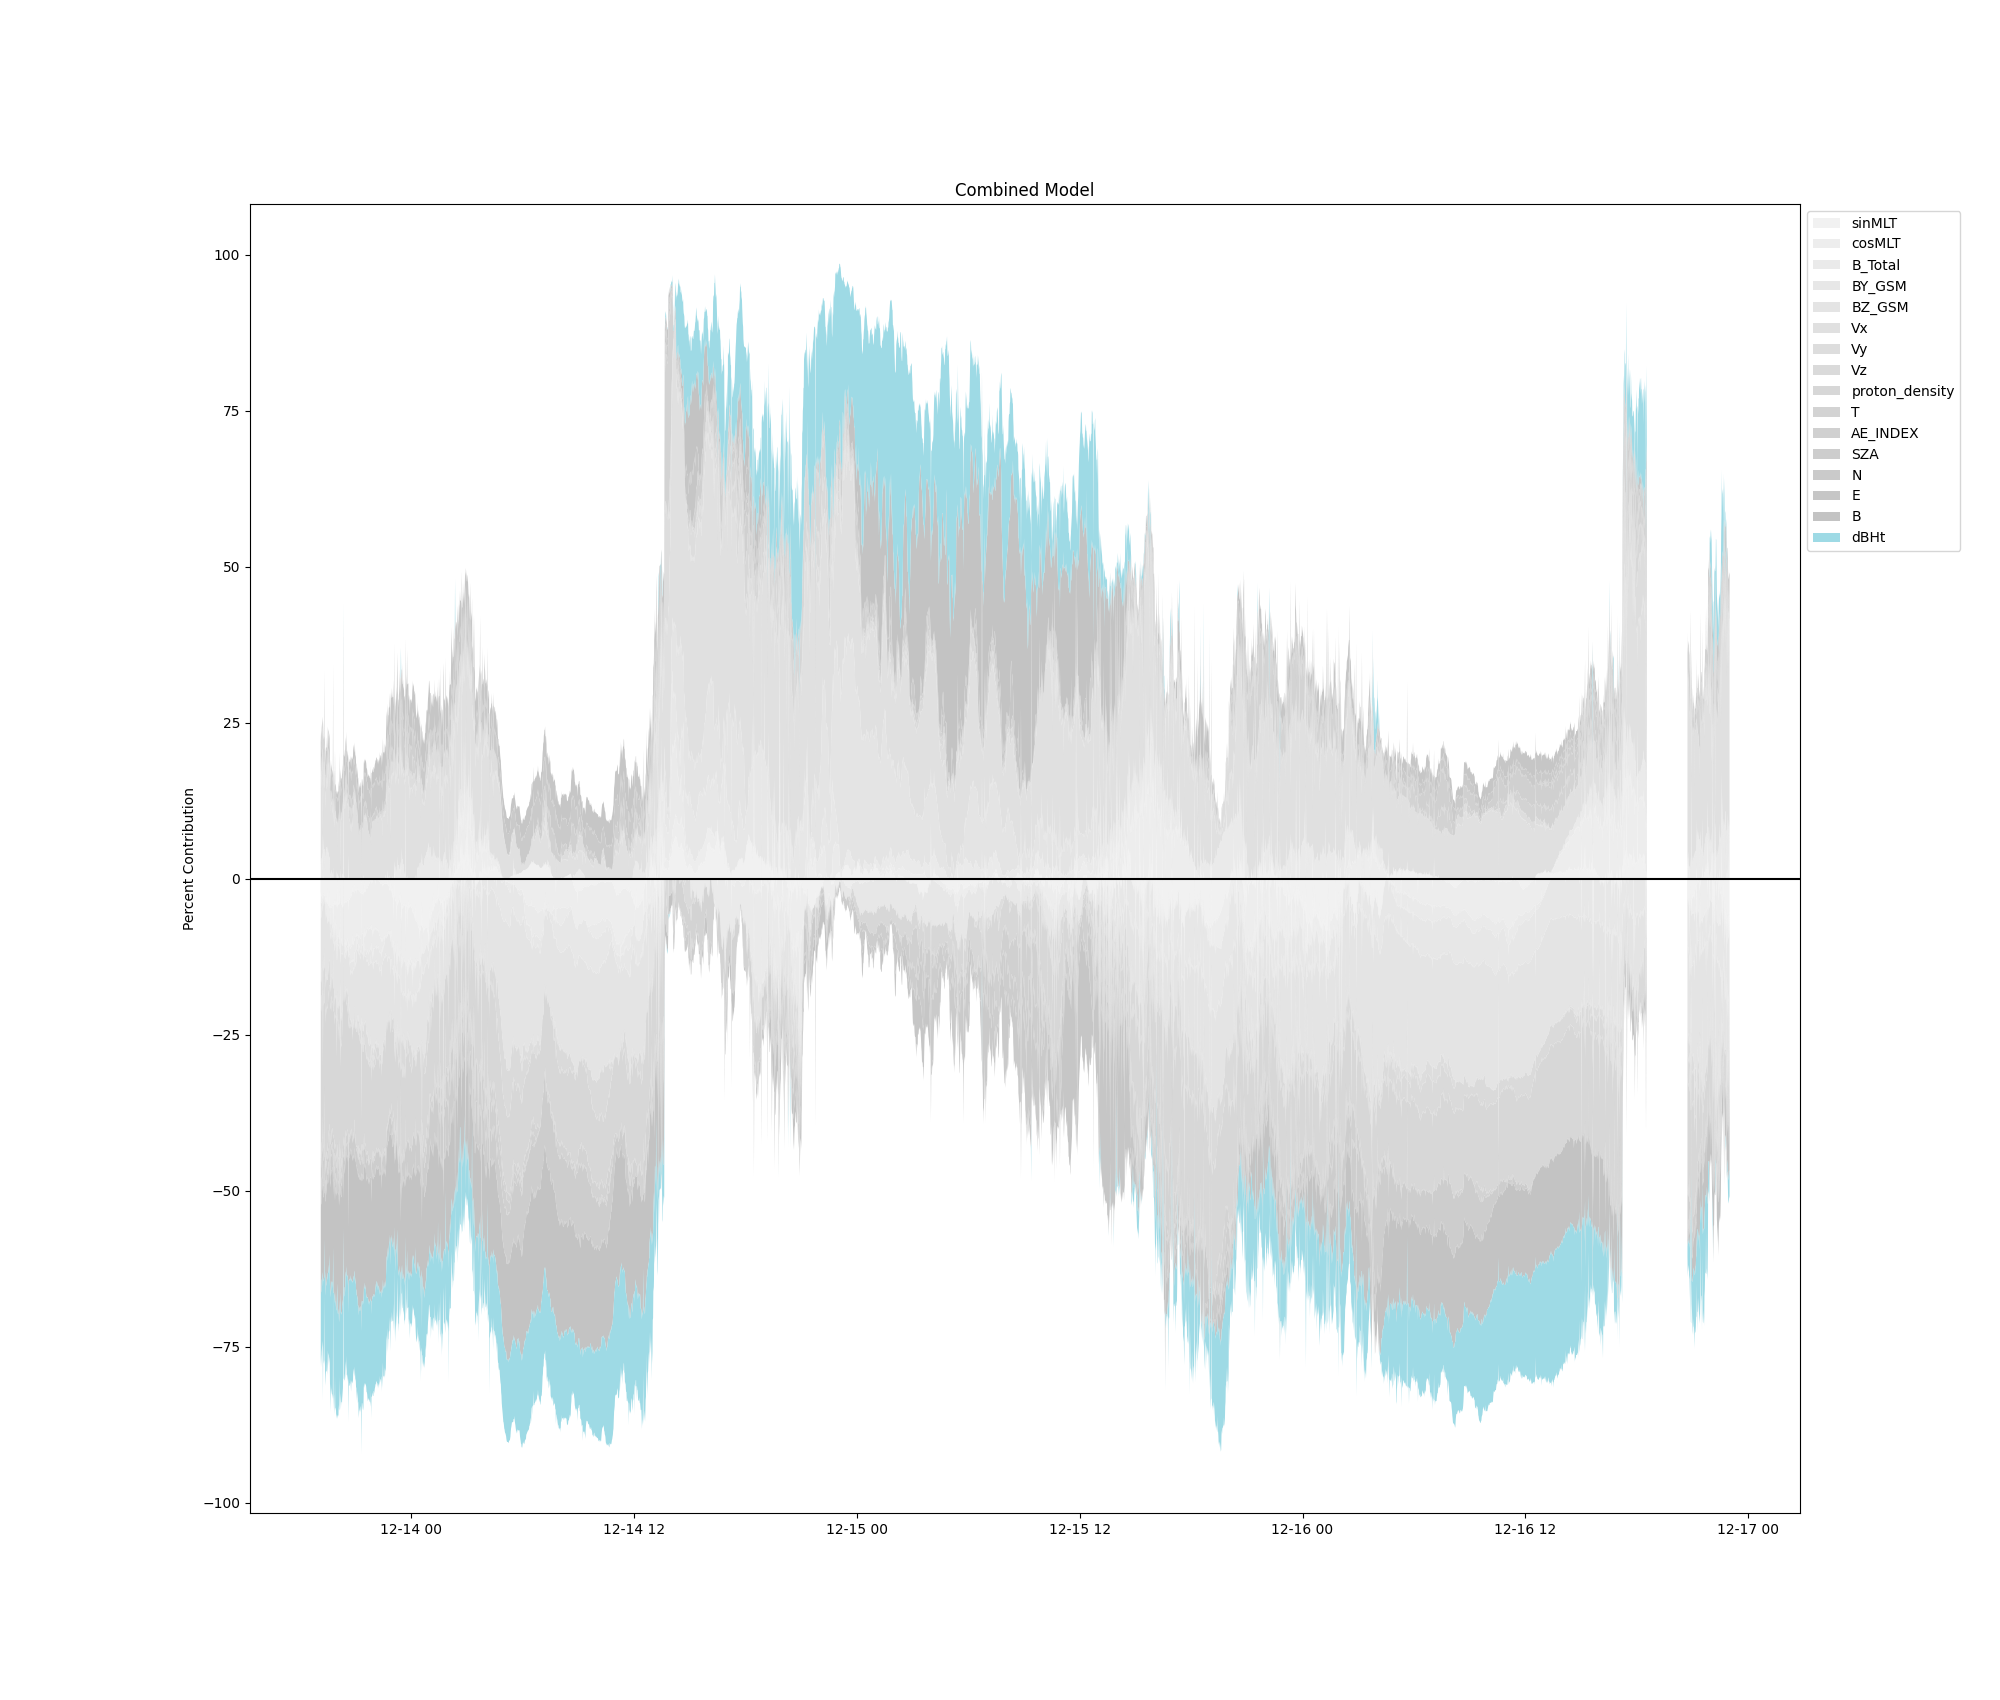 Combined Model
100
75
50
25
0
−25
−50
−75
−100
Percent Contribution
12-14 00
12-14 12
12-15 00
12-15 12
12-16 00
12-16 12
12-17 00
sinMLT
cosMLT
B_Total
BY_GSM
BZ_GSM
Vx
Vy
Vz
proton_density
T
AE_INDEX
SZA
N
E
B
dBHt